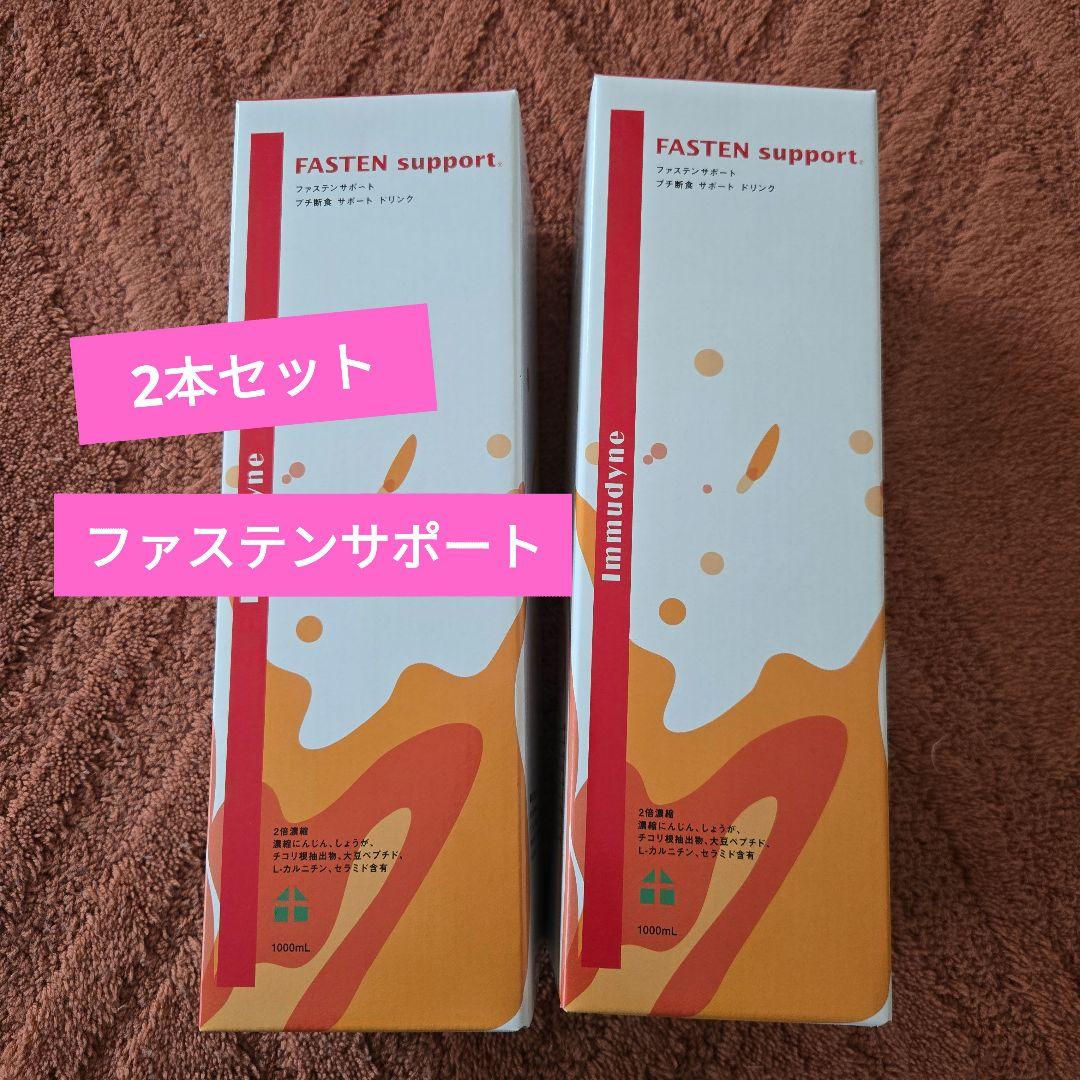 FASTEN support®
ファステンサポート
プチ断食 サポート ドリンク
2本セット
yne
ファステンサポート
2倍濃縮
濃縮にんじん、しょうが、
チコリ根抽出物、大豆ペプチド、
L-カルニチン、セラミド含有
1000mL
FASTEN support®
ファステンサポート
プチ断食 サポート ドリンク
Immudyne
2倍濃縮
濃縮にんじん、しょうが、
チコリ根抽出物、大豆ペプチド、
L-カルニチン、セラミド含有
1000mL